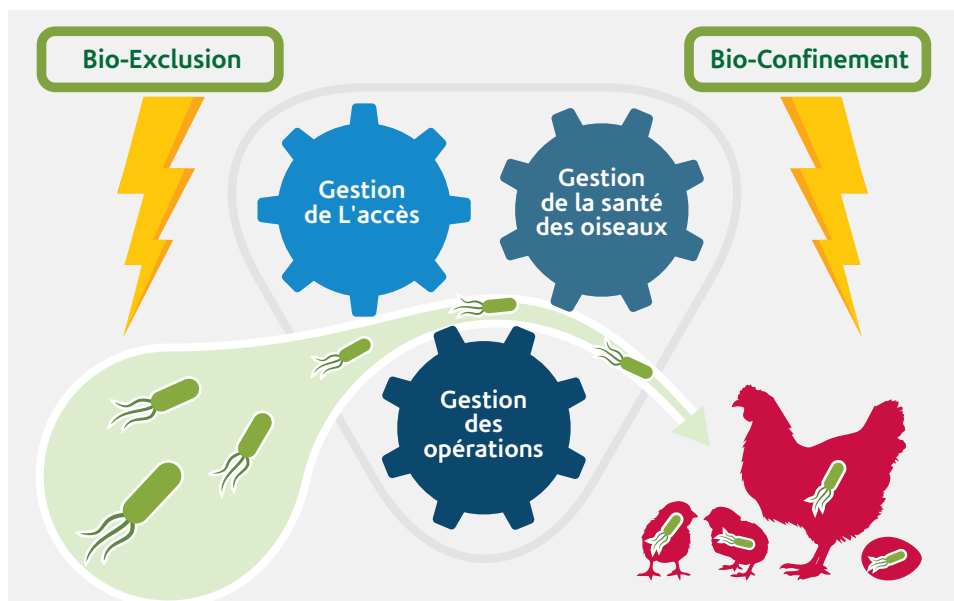 Bio-Exclusion
Bio-Confinement
Gestion
de L'accès
Gestion
de la santé
des oiseaux
Gestion
des
opérations